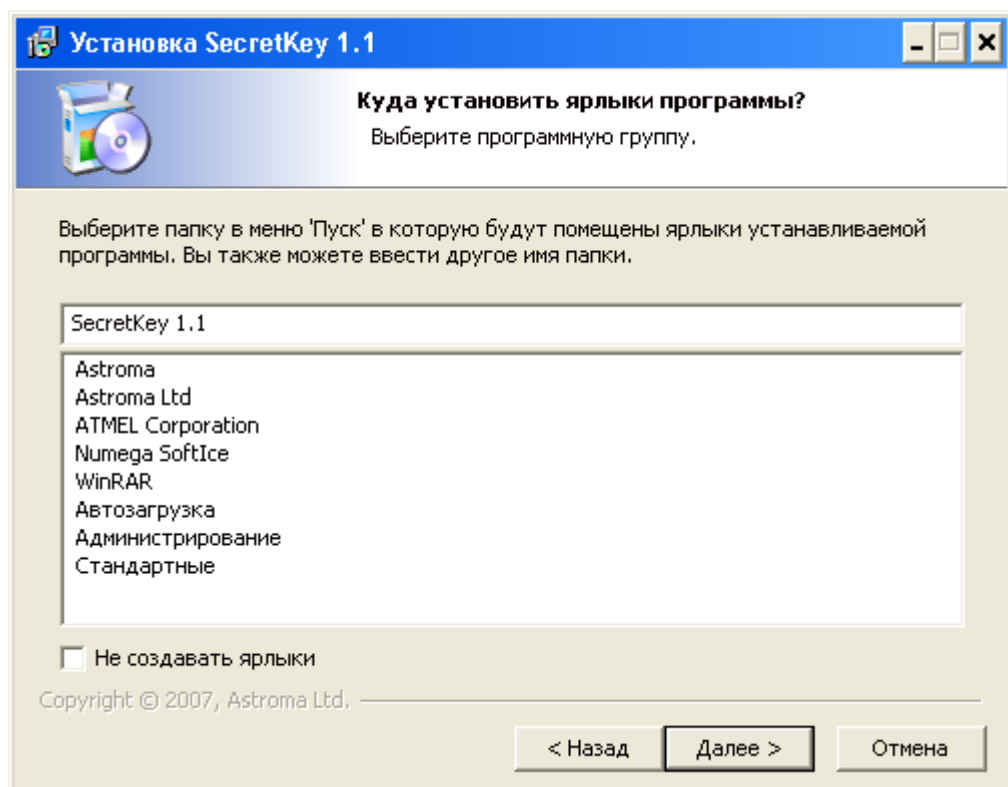 Установка SecretKey 1.1
Куда установить ярлыки программы?
Выберите программную группу.
Выберите папку в меню 'Пуск' в которую будут помещены ярлыки устанавливаемой
программы. Вы также можете ввести другое имя папки.
SecretKey 1.1
Astroma
Astroma Ltd
ATMEL Corporation
Numega SoftIce
WinRAR
Автозагрузка
Администрирование
Стандартные
Не создавать ярлыки
Copyright © 2007, Astroma Ltd.
< Назад Далее > Отмена